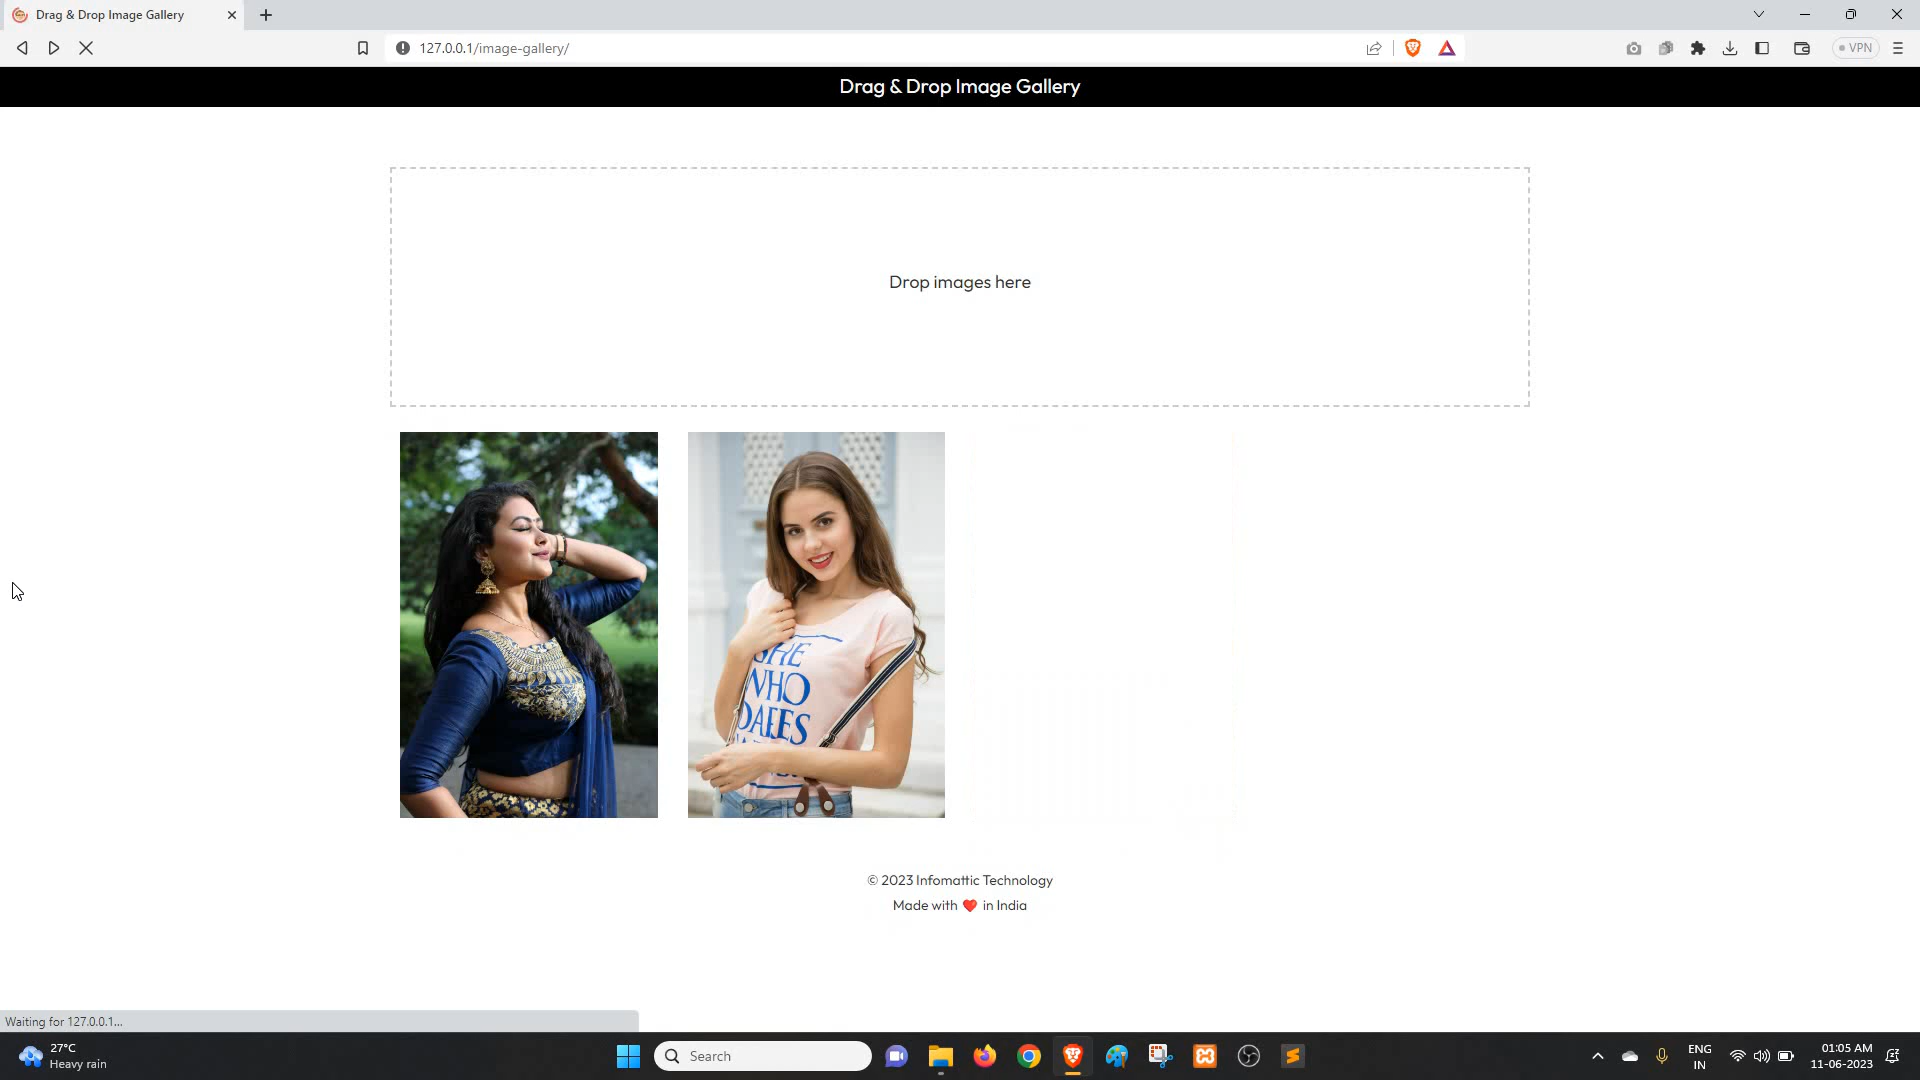 Drag & Drop Image Gallery
127.0.0.1/image-gallery/
VPN
Drag & Drop Image Gallery
Drop images here
SHE
WHO
DARES
© 2023 Infomattic Technology
Made with ❤️ in India
Waiting for 127.0.0.1...
27°C
Heavy rain
Search
ENG
IN
01:05 AM
11-06-2023